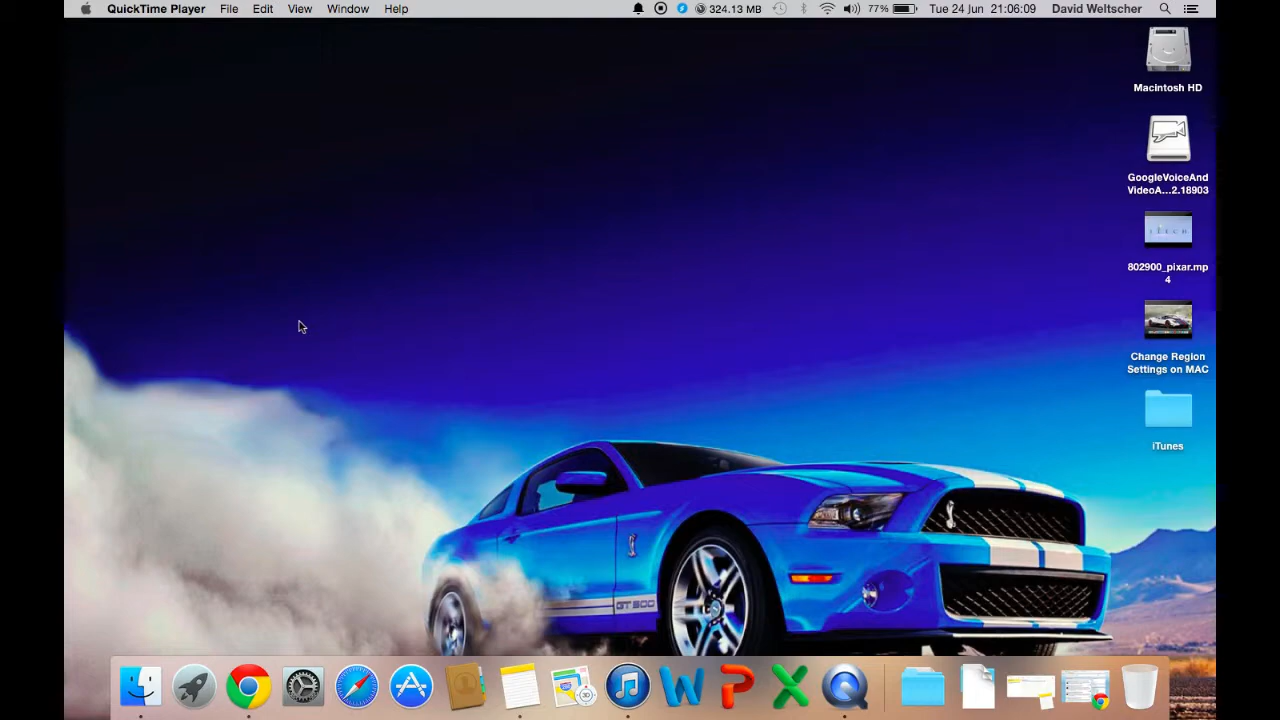 QuickTime Player File Edit View Window Help 324.13 MB 77% Tue 24 Jun 21:06:09 David Weltscher
Macintosh HD
GoogleVoiceAnd
VideoA...2.18903
802900_pixar.mp
4
Change Region
Settings on MAC
iTunes
GT 500
3D